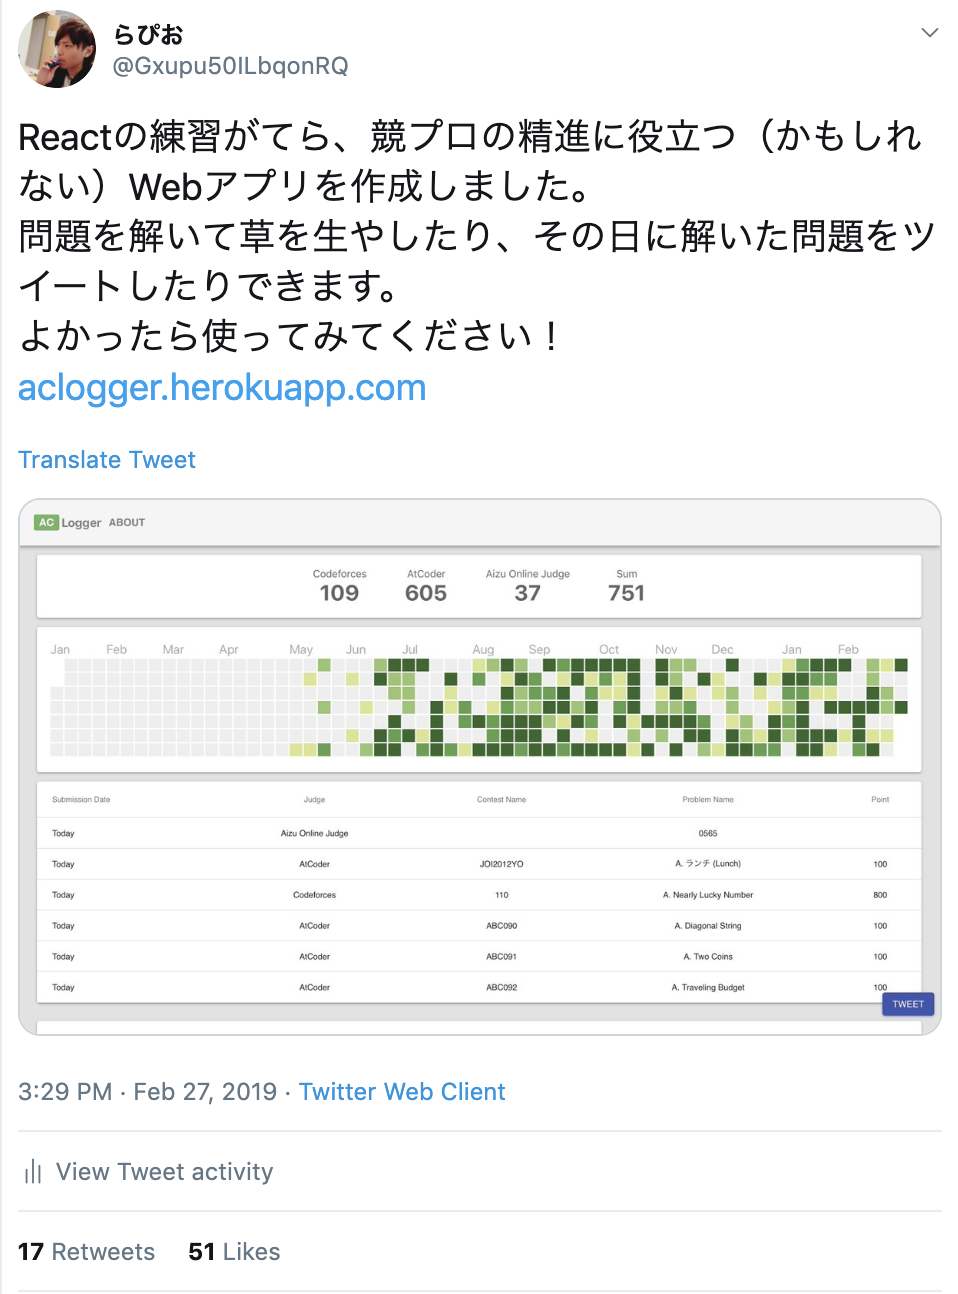 らぴお
@Gxupu50ILbqonRQ
Reactの練習がてら、競プロの精進に役立つ（かもしれ
ない）Webアプリを作成しました。
問題を解いて草を生やしたり、その日に解いた問題をツ
イートしたりできます。
よかったら使ってみてください！
aclogger.herokuapp.com
Translate Tweet
AC Logger ABOUT
Codeforces AtCoder Aizu Online Judge Sum
109 605 37 751
Jan Feb Mar Apr May Jun Jul Aug Sep Oct Nov Dec Jan Feb
Submission Date Judge Contest Name Problem Name Point
Today Aizu Online Judge 0565
Today AtCoder JOI2012YO A. ランチ (Lunch) 100
Today Codeforces 110 A. Nearly Lucky Number 800
Today AtCoder ABC090 A. Diagonal String 100
Today AtCoder ABC091 A. Two Coins 100
Today AtCoder ABC092 A. Traveling Budget 100
TWEET
3:29 PM · Feb 27, 2019 · Twitter Web Client
View Tweet activity
17 Retweets 51 Likes